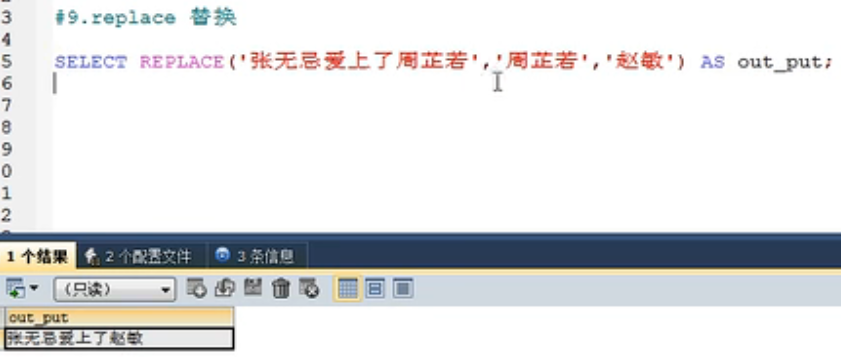 3 #9.replace 替换
4
5 SELECT REPLACE('张无忌爱上了周芷若','周芷若','赵敏') AS out_put;
6
7
8
9
0
1
2
1 个结果 2 个配置文件 3 条信息
(只读)
out_put
张无忌爱上了赵敏